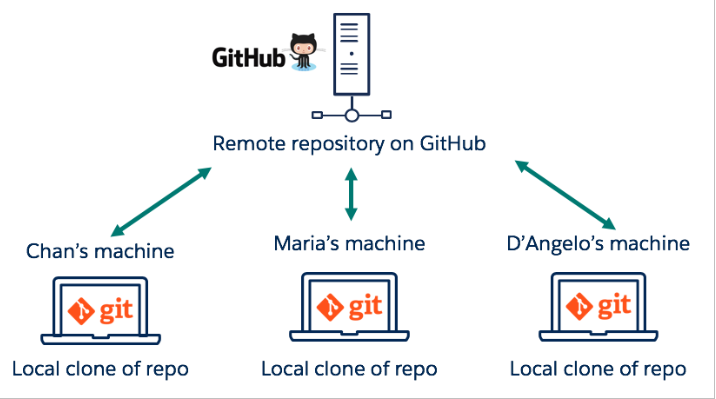 GitHub
Remote repository on GitHub
Chan's machine
Maria's machine
D'Angelo's machine
git
git
git
Local clone of repo
Local clone of repo
Local clone of repo